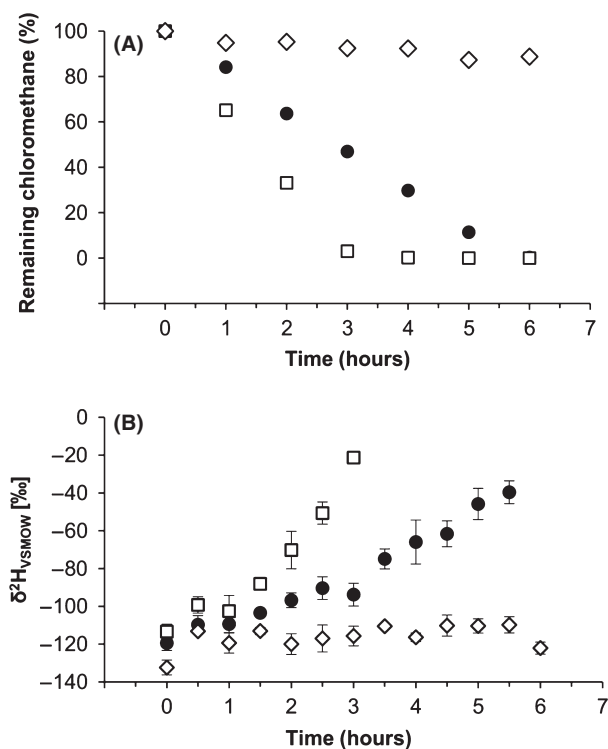 (A)
Remaining chloromethane (%)
100
80
60
40
20
0
0 1 2 3 4 5 6 7
Time (hours)
(B)
δ²H_VSMOW [‰]
0
–20
–40
–60
–80
–100
–120
–140
0 1 2 3 4 5 6 7
Time (hours)